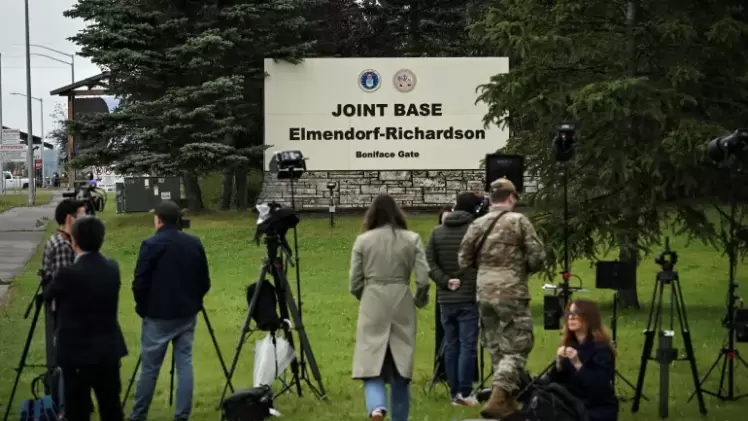 JOINT BASE
Elmendorf-Richardson
Boniface Gate